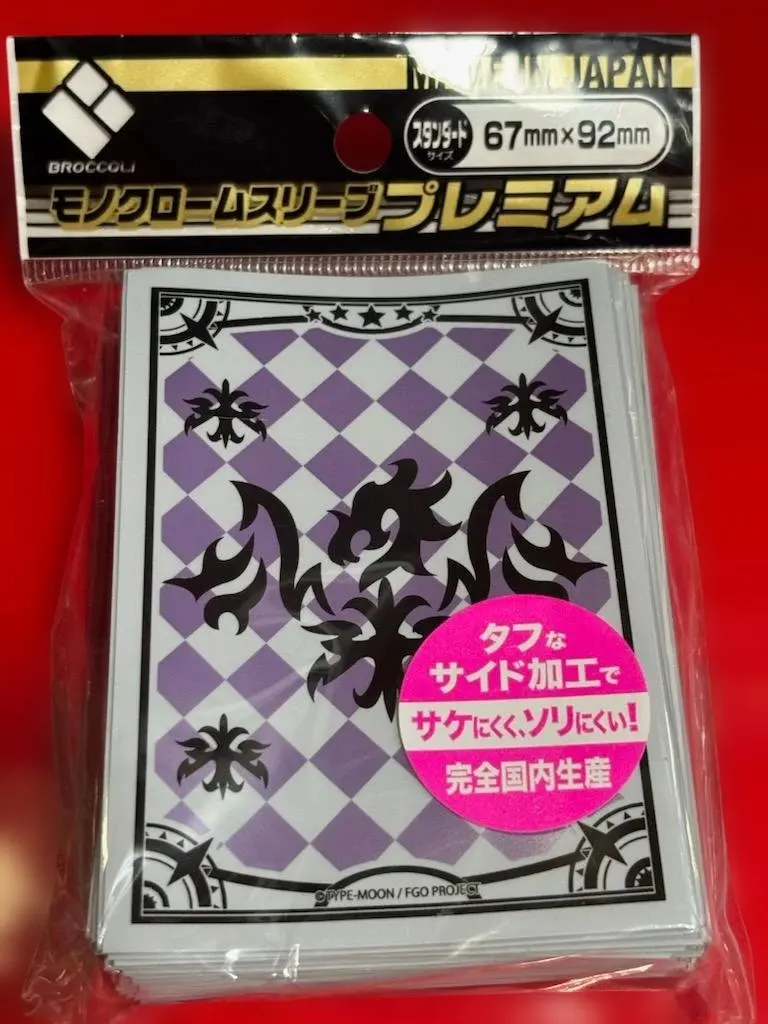 MADE IN JAPAN
BROCCOLI
スタンダード
サイズ
67mm×92mm
モノクロームスリーブプレミアム
タフな
サイド加工で
サケにくく、ソリにくい!
完全国内生産
©TYPE-MOON / FGO PROJECT